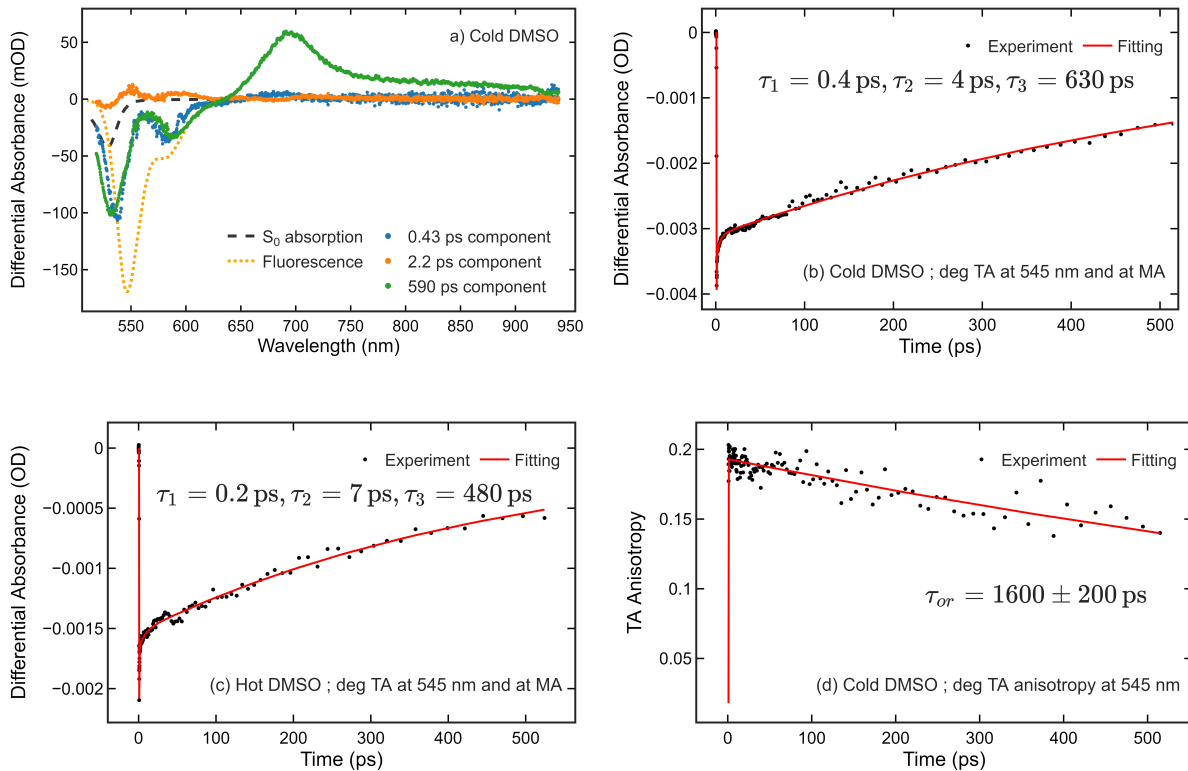 a) Cold DMSO
Differential Absorbance (mOD)
50
0
−50
−100
−150
S₀ absorption
Fluorescence
0.43 ps component
2.2 ps component
590 ps component
550 600 650 700 750 800 850 900 950
Wavelength (nm)
Differential Absorbance (OD)
0
−0.001
−0.002
−0.003
−0.004
Experiment Fitting
τ₁ = 0.4 ps, τ₂ = 4 ps, τ₃ = 630 ps
(b) Cold DMSO ; deg TA at 545 nm and at MA
0 100 200 300 400 500
Time (ps)
Differential Absorbance (OD)
0
−0.0005
−0.001
−0.0015
−0.002
Experiment Fitting
τ₁ = 0.2 ps, τ₂ = 7 ps, τ₃ = 480 ps
(c) Hot DMSO ; deg TA at 545 nm and at MA
0 100 200 300 400 500
Time (ps)
TA Anisotropy
0.2
0.15
0.1
0.05
Experiment Fitting
τₒᵣ = 1600 ± 200 ps
(d) Cold DMSO ; deg TA anisotropy at 545 nm
0 100 200 300 400 500
Time (ps)